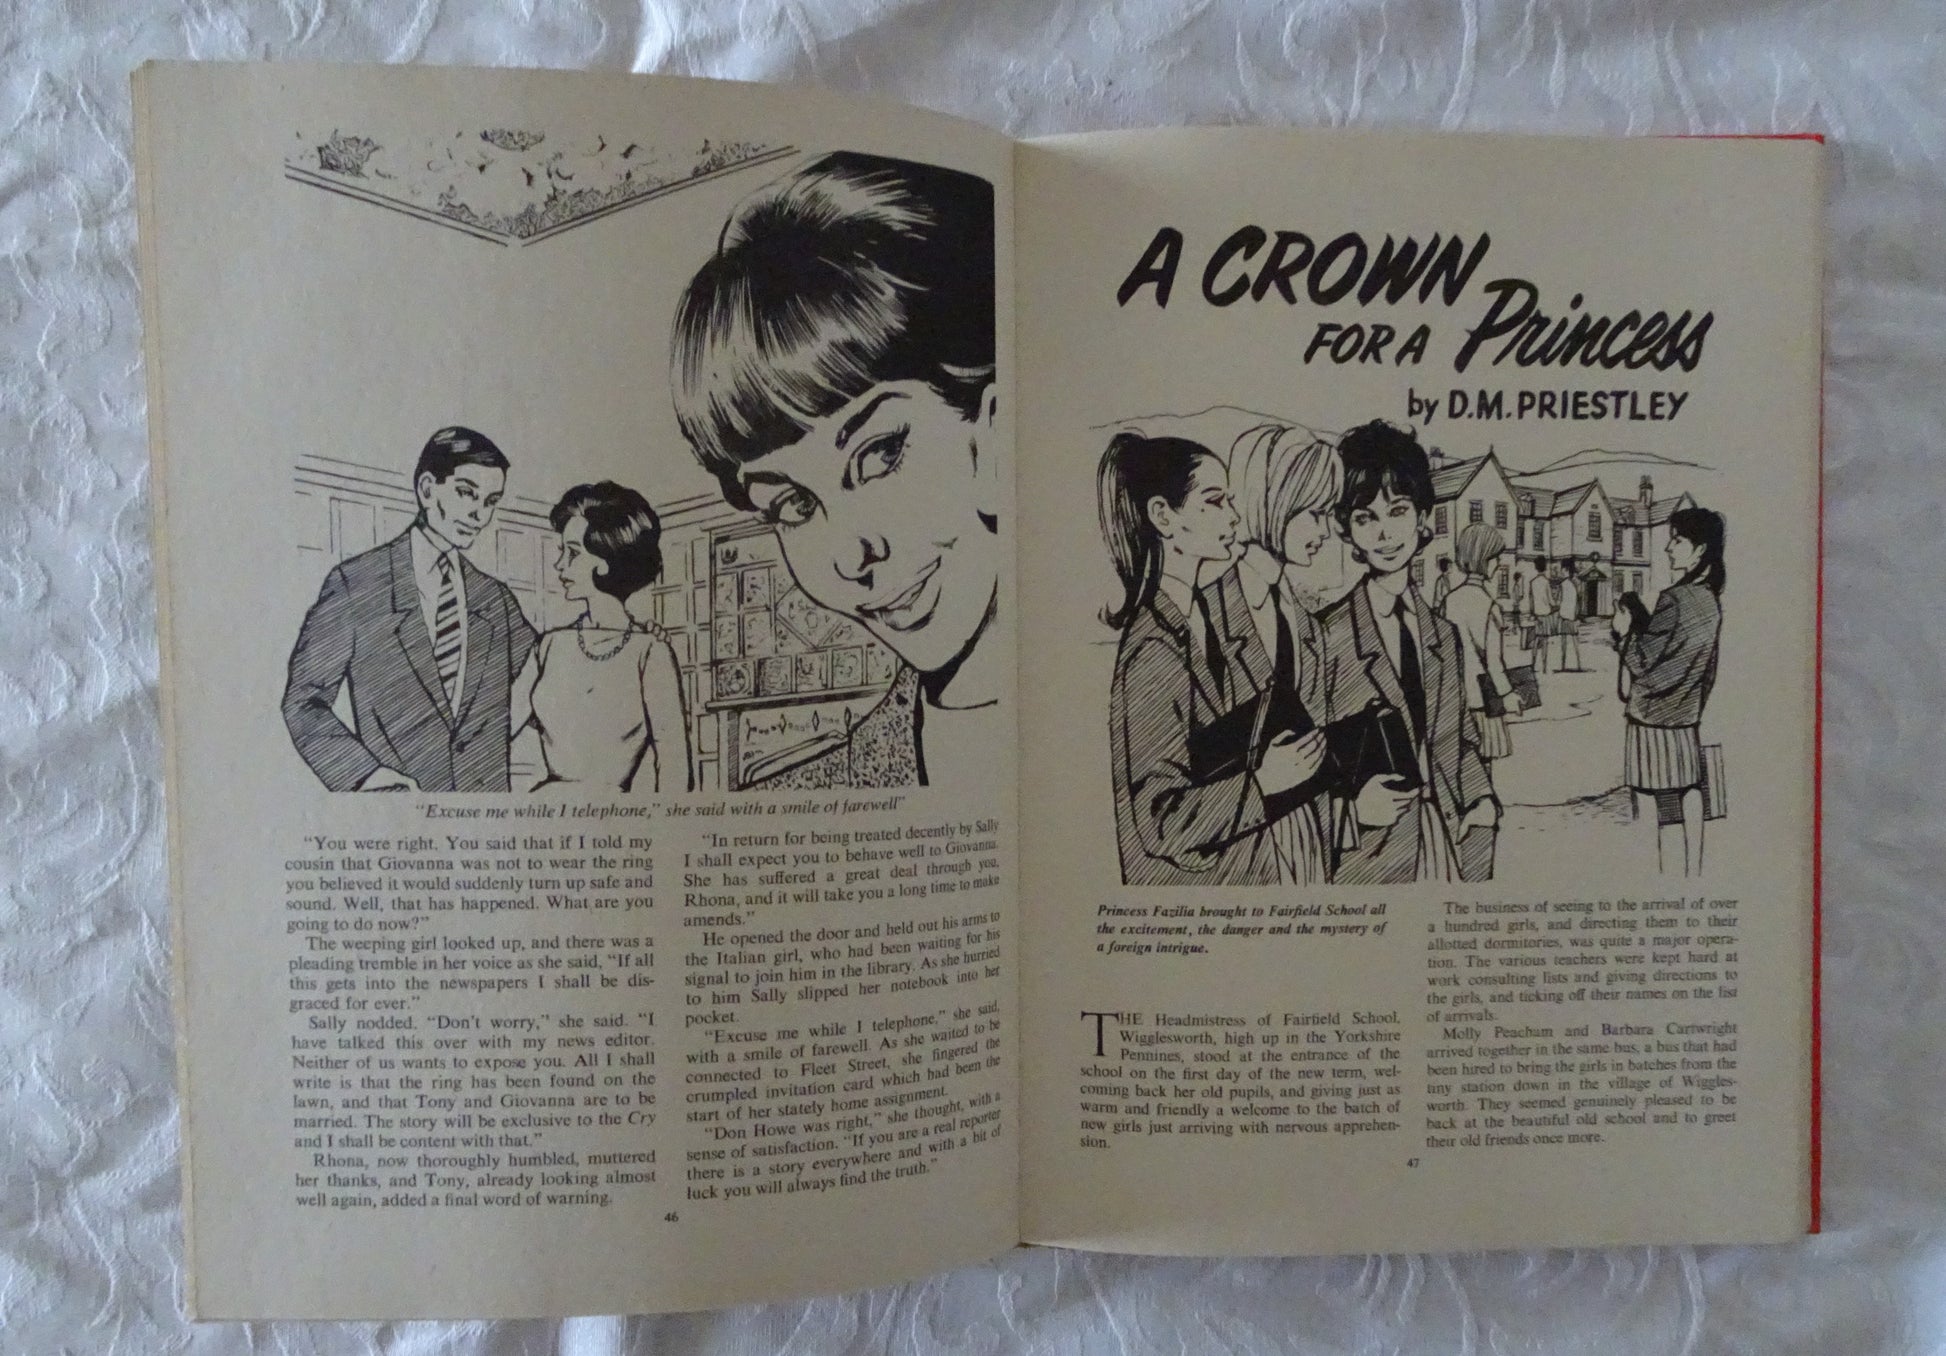 "Excuse me while I telephone," she said with a smile of farewell"
"You were right. You said that if I told my
cousin that Giovanna was not to wear the ring
you believed it would suddenly turn up safe and
sound. Well, that has happened. What are you
going to do now?"
The weeping girl looked up, and there was a
pleading tremble in her voice as she said, "If all
this gets into the newspapers I shall be dis-
graced for ever."
Sally nodded. "Don't worry," she said. "I
have talked this over with my news editor.
Neither of us wants to expose you. All I shall
write is that the ring has been found on the
lawn, and that Tony and Giovanna are to be
married. The story will be exclusive to the Cry
and I shall be content with that."
Rhona, now thoroughly humbled, muttered
her thanks, and Tony, already looking almost
well again, added a final word of warning.
"In return for being treated decently by Sally
I shall expect you to behave well to Giovanna.
She has suffered a great deal through you,
Rhona, and it will take you a long time to make
amends."
He opened the door and held out his arms to
the Italian girl, who had been waiting for his
signal to join him in the library. As she hurried
to him Sally slipped her notebook into her
pocket.
"Excuse me while I telephone," she said,
with a smile of farewell. As she waited to be
connected to Fleet Street, she fingered the
crumpled invitation card which had been the
start of her stately home assignment.
"Don Howe was right," she thought, with a
sense of satisfaction. "If you are a real reporter
there is a story everywhere and with a bit of
luck you will always find the truth."
46
A CROWN
FOR A Princess
by D.M. PRIESTLEY
Princess Fazilia brought to Fairfield School all
the excitement, the danger and the mystery of
a foreign intrigue.
THE Headmistress of Fairfield School,
Wigglesworth, high up in the Yorkshire
Pennines, stood at the entrance of the
school on the first day of the new term, wel-
coming back her old pupils, and giving just as
warm and friendly a welcome to the batch of
new girls just arriving with nervous apprehen-
sion.
The business of seeing to the arrival of over
a hundred girls, and directing them to their
allotted dormitories, was quite a major opera-
tion. The various teachers were kept hard at
work consulting lists and giving directions to
the girls, and ticking off their names on the list
of arrivals.
Molly Peacham and Barbara Cartwright
arrived together in the same bus, a bus that had
been hired to bring the girls in batches from the
tiny station down in the village of Wiggles-
worth. They seemed genuinely pleased to be
back at the beautiful old school and to greet
their old friends once more.
47